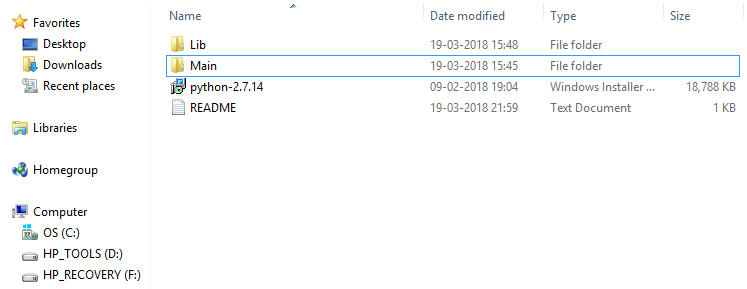 Favorites
Desktop
Downloads
Recent places
Libraries
Homegroup
Computer
OS (C:)
HP_TOOLS (D:)
HP_RECOVERY (F:)
Name Date modified Type Size
Lib 19-03-2018 15:48 File folder
Main 19-03-2018 15:45 File folder
python-2.7.14 09-02-2018 19:04 Windows Installer ... 18,788 KB
README 19-03-2018 21:59 Text Document 1 KB